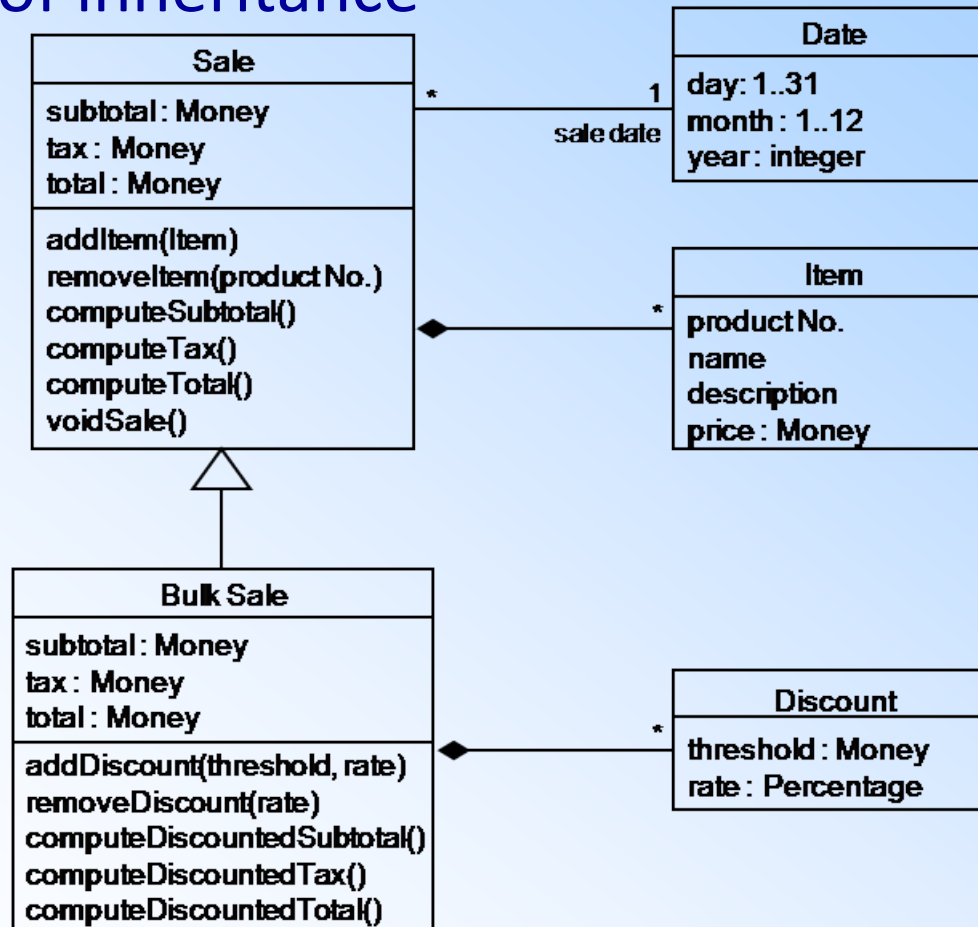 of inheritance
Sale
subtotal: Money
tax: Money
total: Money
addItem(Item)
removeItem(product No.)
computeSubtotal()
computeTax()
computeTotal()
voidSale()
*
1
sale date
Date
day: 1..31
month: 1..12
year: integer
*
Item
product No.
name
description
price: Money
Bulk Sale
subtotal: Money
tax: Money
total: Money
addDiscount(threshold, rate)
removeDiscount(rate)
computeDiscountedSubtotal()
computeDiscountedTax()
computeDiscountedTotal()
*
Discount
threshold: Money
rate: Percentage